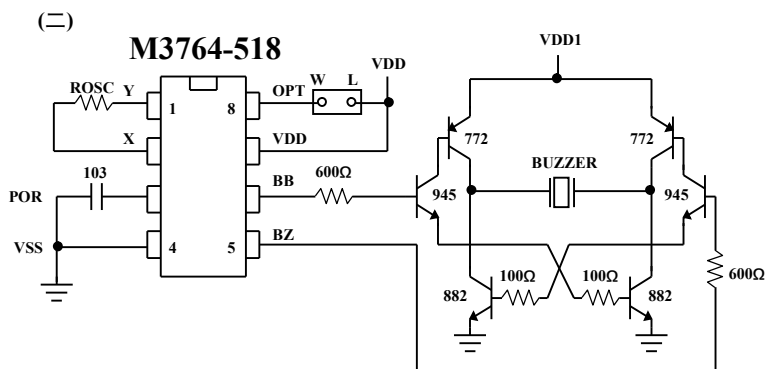 (二)
M3764-518
VDD1
VDD
ROSC
Y
1
8
OPT
W
L
772
772
X
VDD
BUZZER
103
BB
600Ω
945
945
POR
VSS
4
5
BZ
100Ω
100Ω
600Ω
882
882